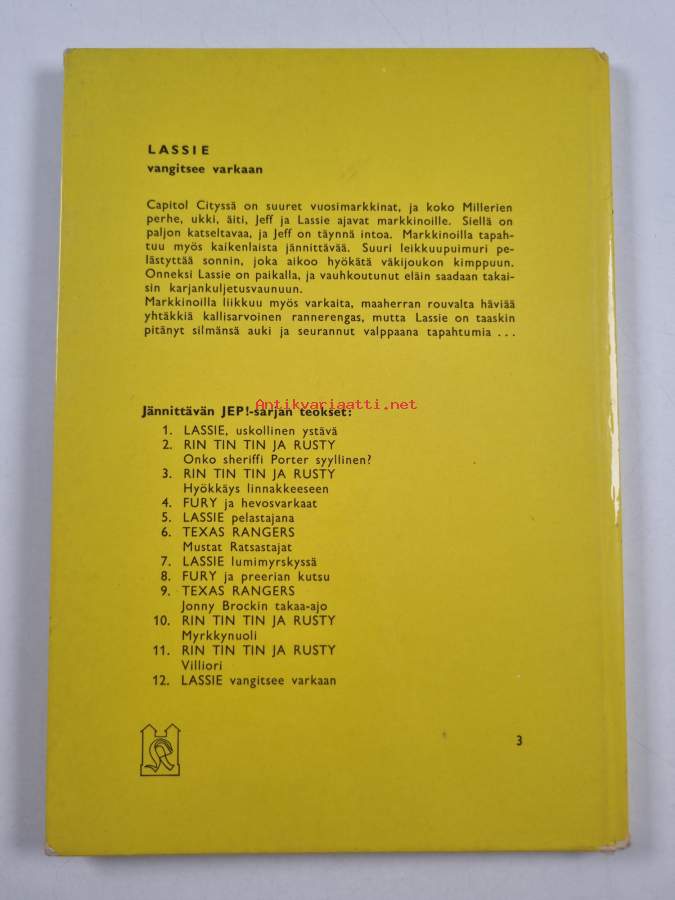 LASSIE
vangitsee varkaan
Capitol Cityssä on suuret vuosimarkkinat, ja koko Millerien
perhe, ukki, äiti, Jeff ja Lassie ajavat markkinoille. Siellä on
paljon katseltavaa, ja Jeff on täynnä intoa. Markkinoilla tapah-
tuu myös kaikenlaista jännittävää. Suuri leikkuupuimuri pe-
lästyttää sonnin, joka aikoo hyökätä väkijoukon kimppuun.
Onneksi Lassie on paikalla, ja vauhkoutunut eläin saadaan takai-
sin karjankuljetusvaunuun.
Markkinoilla liikkuu myös varkaita, maaherran rouvalta häviää
yhtäkkiä kallisarvoinen rannerengas, mutta Lassie on taaskin
pitänyt silmänsä auki ja seurannut valppaana tapahtumia ...
Antikvariaatti.net
Jännittävän JEP!-sarjan teokset:
1. LASSIE, uskollinen ystävä
2. RIN TIN TIN JA RUSTY
Onko sheriffi Porter syyllinen?
3. RIN TIN TIN JA RUSTY
Hyökkäys linnakkeeseen
4. FURY ja hevosvarkaat
5. LASSIE pelastajana
6. TEXAS RANGERS
Mustat Ratsastajat
7. LASSIE lumimyrskyssä
8. FURY ja preerian kutsu
9. TEXAS RANGERS
Jonny Brockin takaa-ajo
10. RIN TIN TIN JA RUSTY
Myrkkynuoli
11. RIN TIN TIN JA RUSTY
Villiori
12. LASSIE vangitsee varkaan
3